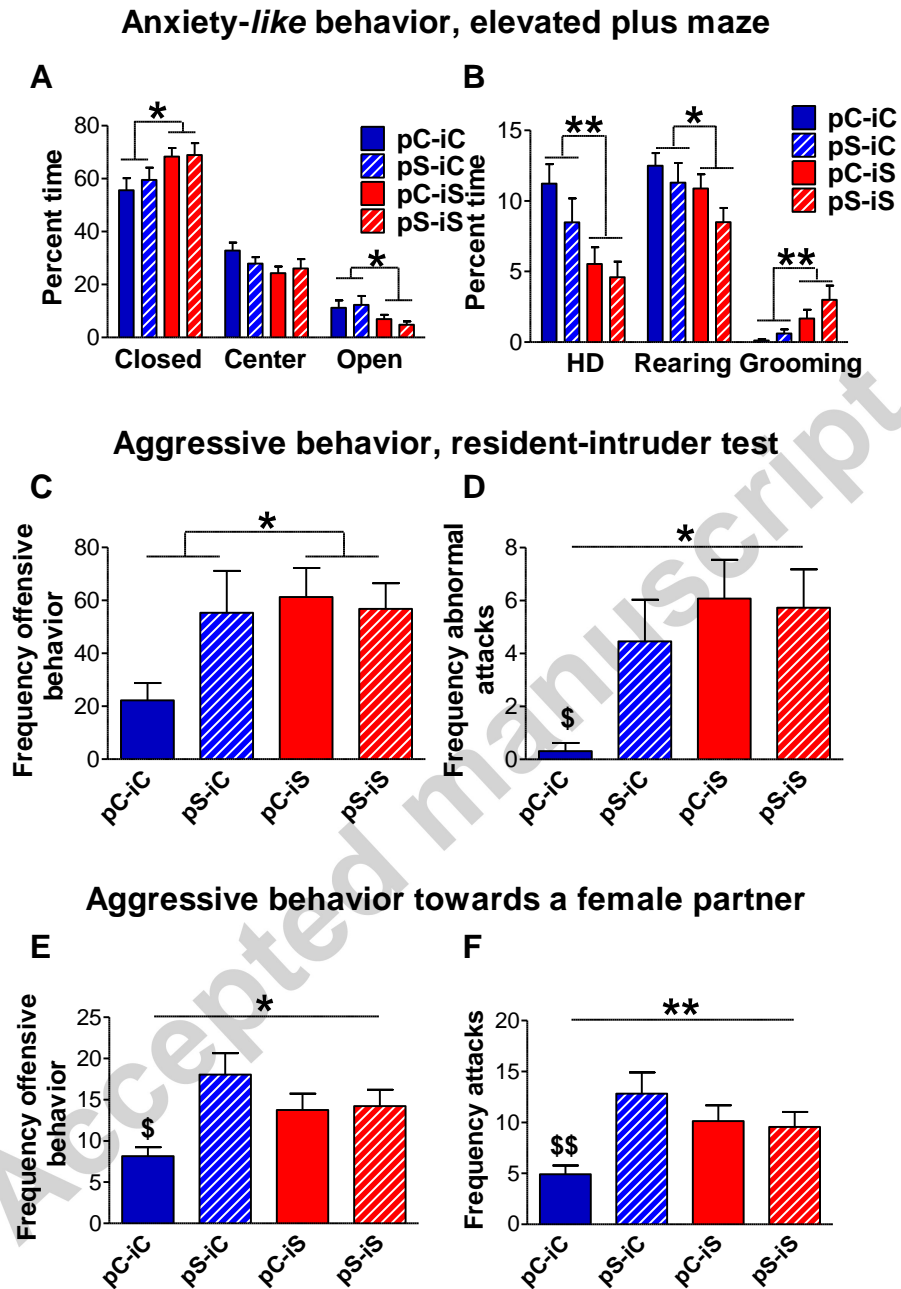 Anxiety-like behavior, elevated plus maze
A
B
*
**
*
**
*
pC-iC
pS-iC
pC-iS
pS-iS
pC-iC
pS-iC
pC-iS
pS-iS
Percent time
80
60
40
20
0
Closed Center Open
Percent time
15
10
5
0
HD Rearing Grooming
Aggressive behavior, resident-intruder test
C
D
Frequency offensive
behavior
80
60
40
20
0
*
pC-iC
pS-iC
pC-iS
pS-iS
Frequency abnormal
attacks
8
6
4
2
0
*
$
pC-iC
pS-iC
pC-iS
pS-iS
Aggressive behavior towards a female partner
E
F
Frequency offensive
behavior
25
20
15
10
5
0
*
$
pC-iC
pS-iC
pC-iS
pS-iS
Frequency attacks
20
15
10
5
0
**
$$
pC-iC
pS-iC
pC-iS
pS-iS
Accepted manuscript